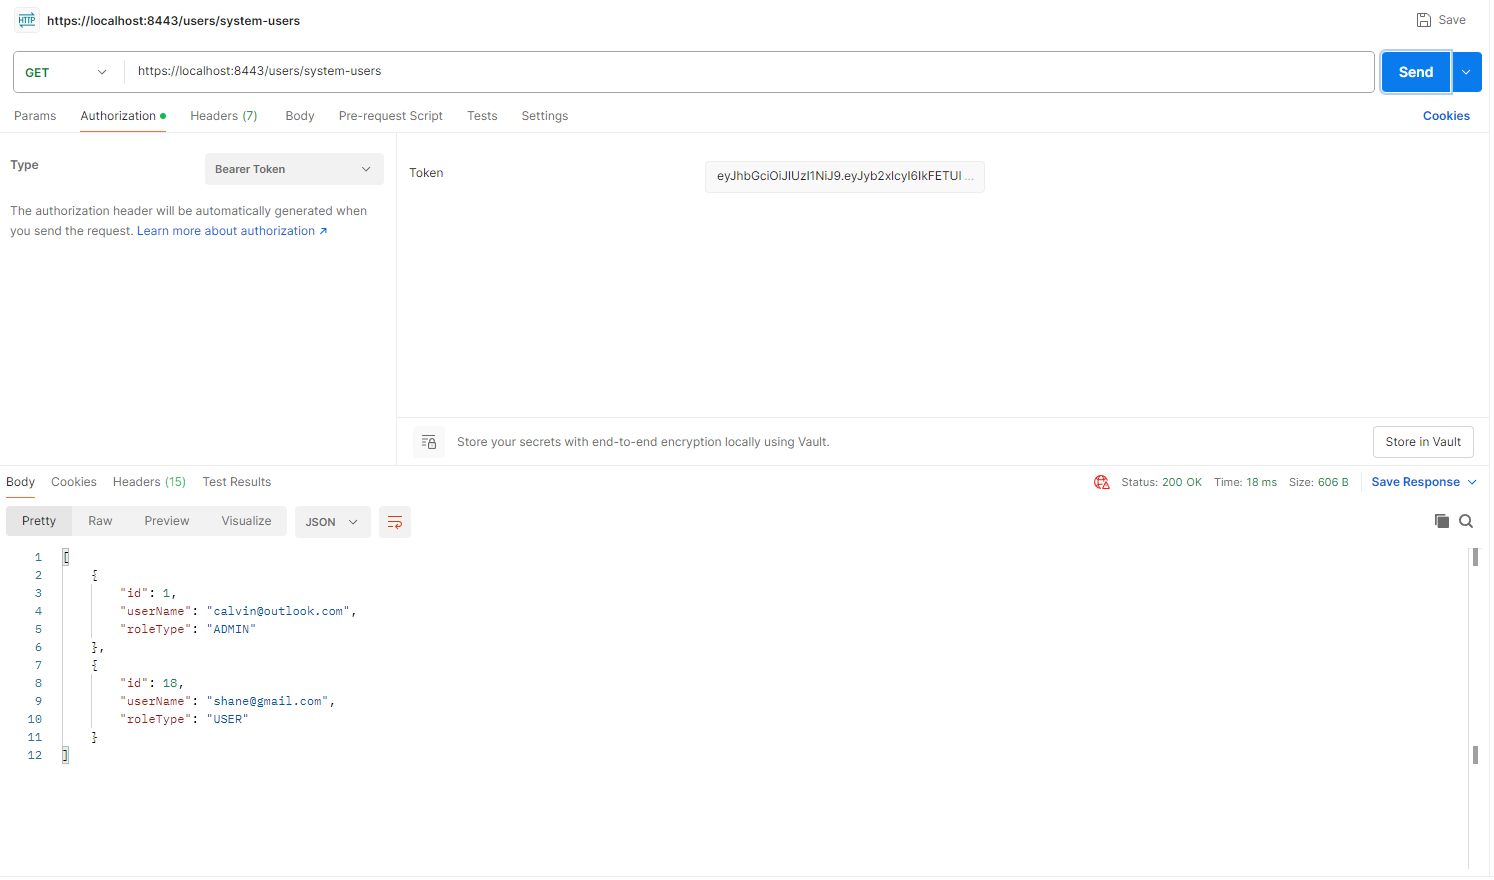 HTTP https://localhost:8443/users/system-users Save
GET https://localhost:8443/users/system-users Send
Params Authorization Headers (7) Body Pre-request Script Tests Settings Cookies
Type Bearer Token
The authorization header will be automatically generated when
you send the request. Learn more about authorization ↗
Token eyJhbGciOiJIUzI1NiJ9.eyJyb2xlcyI6IkFETUl ...
Store your secrets with end-to-end encryption locally using Vault. Store in Vault
Body Cookies Headers (15) Test Results Status: 200 OK Time: 18 ms Size: 606 B Save Response
Pretty Raw Preview Visualize JSON
1 [
2 {
3 "id": 1,
4 "userName": "calvin@outlook.com",
5 "roleType": "ADMIN"
6 },
7 {
8 "id": 18,
9 "userName": "shane@gmail.com",
10 "roleType": "USER"
11 }
12 ]